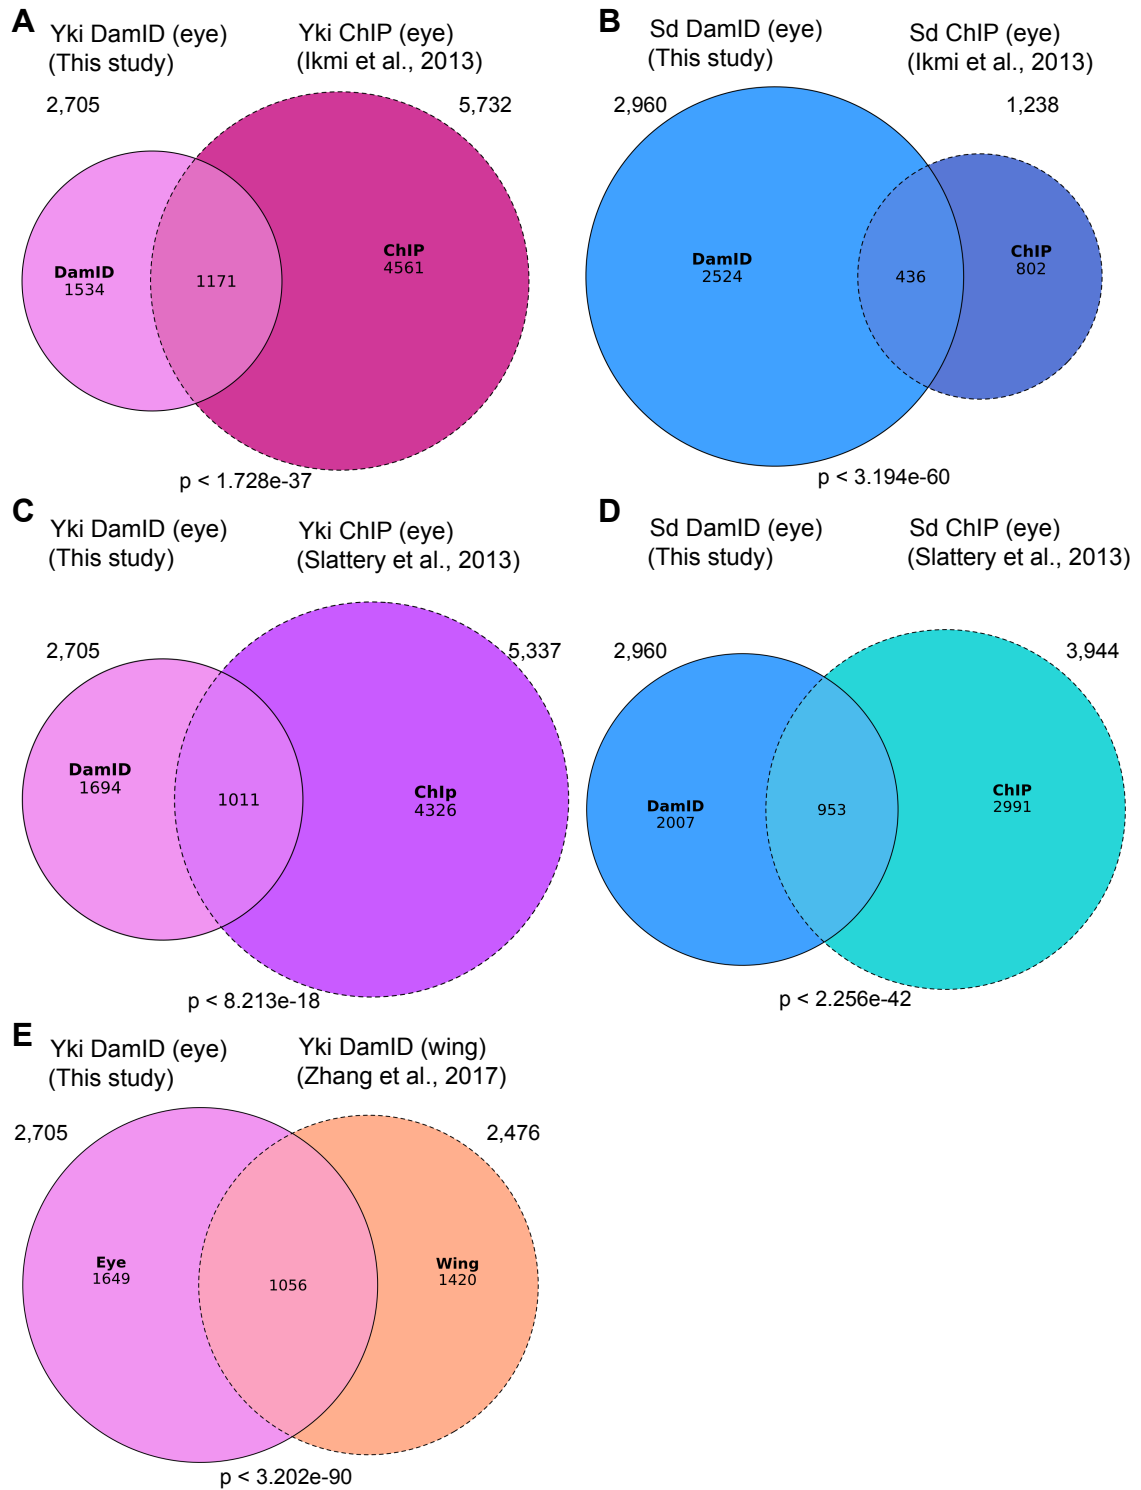 A
Yki DamID (eye)
(This study)
Yki ChIP (eye)
(Ikmi et al., 2013)
2,705
5,732
DamID
1534
1171
ChIP
4561
p < 1.728e-37
B
Sd DamID (eye)
(This study)
Sd ChIP (eye)
(Ikmi et al., 2013)
2,960
1,238
DamID
2524
436
ChIP
802
p < 3.194e-60
C
Yki DamID (eye)
(This study)
Yki ChIP (eye)
(Slattery et al., 2013)
2,705
5,337
DamID
1694
1011
ChIp
4326
p < 8.213e-18
D
Sd DamID (eye)
(This study)
Sd ChIP (eye)
(Slattery et al., 2013)
2,960
3,944
DamID
2007
953
ChIP
2991
p < 2.256e-42
E
Yki DamID (eye)
(This study)
Yki DamID (wing)
(Zhang et al., 2017)
2,705
2,476
Eye
1649
1056
Wing
1420
p < 3.202e-90